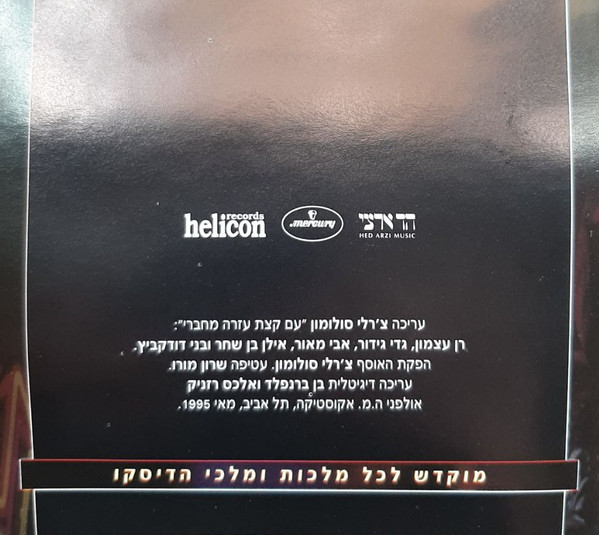 helicon records
mercury
הד ארצי
HED ARZI MUSIC
עריכה צ׳רלי סולומון ״עם קצת עזרה מחברי״:
רן עצמון, גדי גידור, אבי מאור, אילן בן שחר ובני דודקביץ.
הפקת האוסף צ׳רלי סולומון. עטיפה שרון מורו.
עריכה דיגיטלית בן ברנפלד ואלכס רזניק
אולפני ה.מ. אקוסטיקה, תל אביב, מאי 1995.
מוקדש לכל מלכות ומלכי הדיסקו